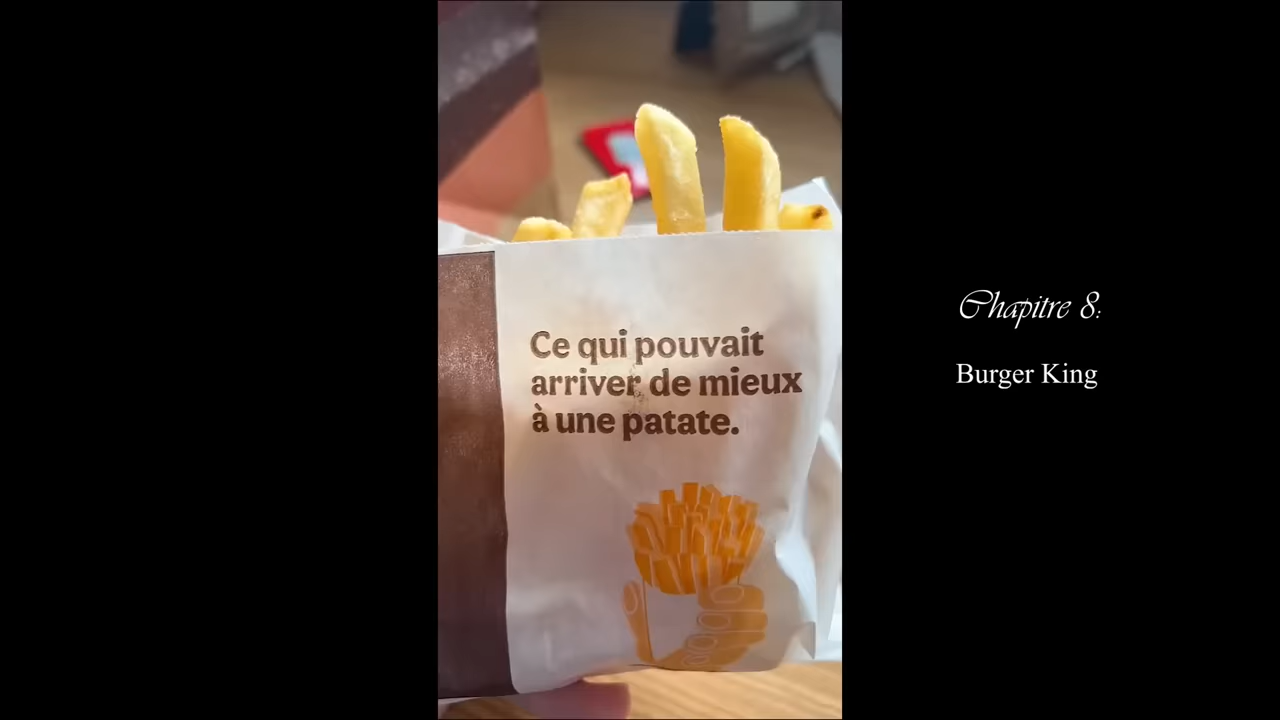 Ce qui pouvait
arriver de mieux
à une patate.
Chapitre 8:
Burger King